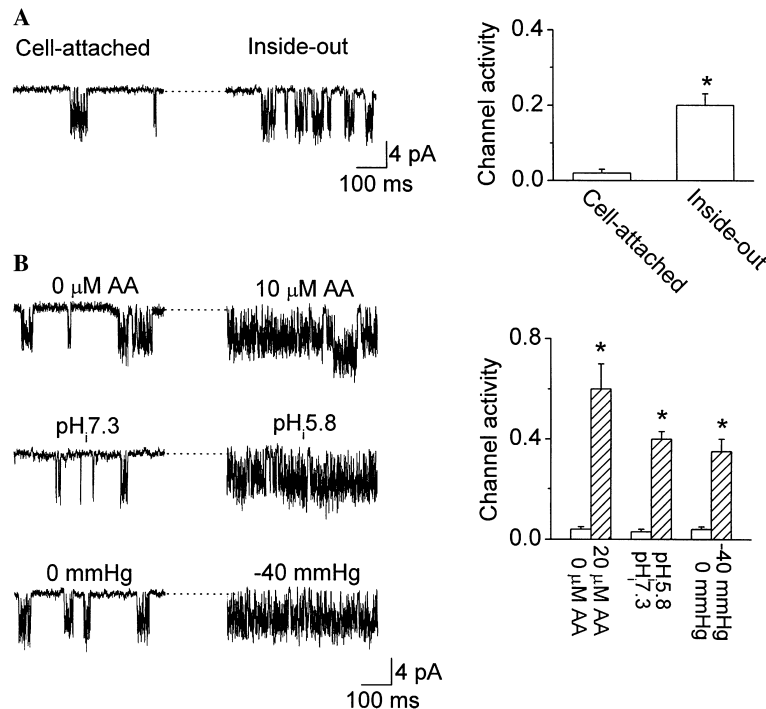 A
Cell-attached
Inside-out
4 pA
100 ms
Channel activity
0.4
0.2
0.0
*
Cell-attached
Inside-out
B
0 μM AA
10 μM AA
pHi7.3
pHi5.8
0 mmHg
-40 mmHg
4 pA
100 ms
Channel activity
0.8
0.4
0.0
*
*
*
20 μM AA
0 μM AA
pHi5.8
pHi7.3
-40 mmHg
0 mmHg